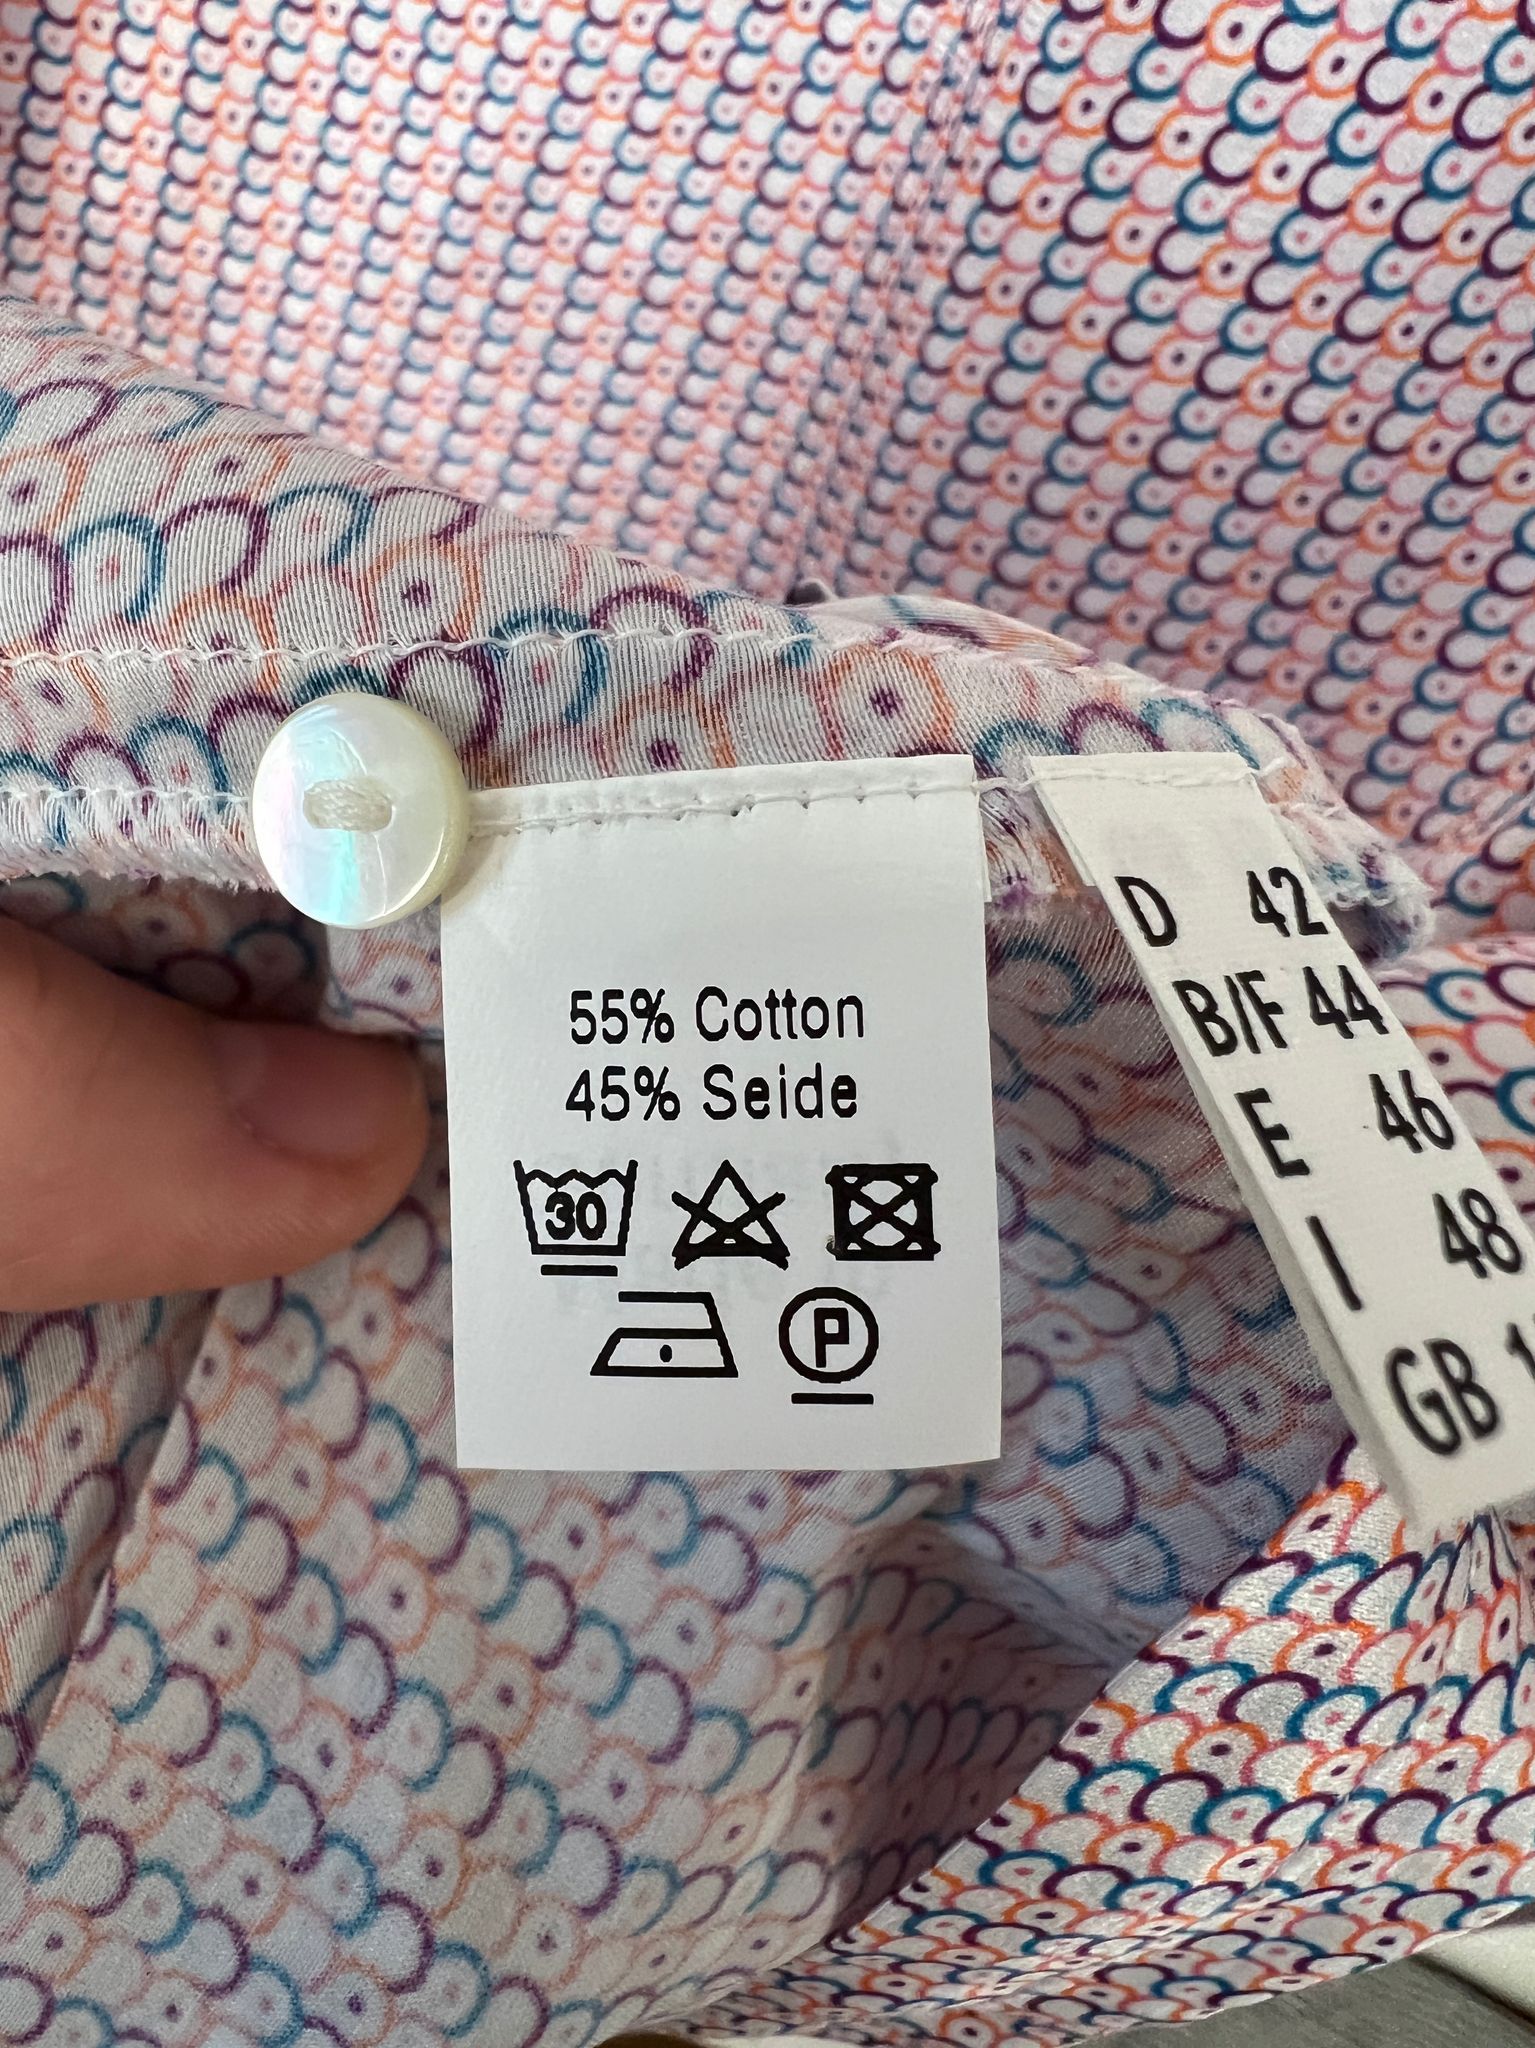 55% Cotton
45% Seide
30
P
D 42
B/F 44
E 46
I 48
GB